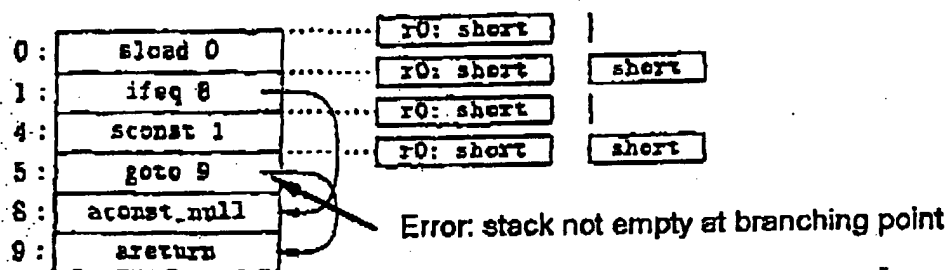 r0: short
0: sload 0
r0: short short
1: ifeq 8
r0: short
4: sconst 1
r0: short short
5: goto 9
8: aconst_null
Error: stack not empty at branching point
9: areturn